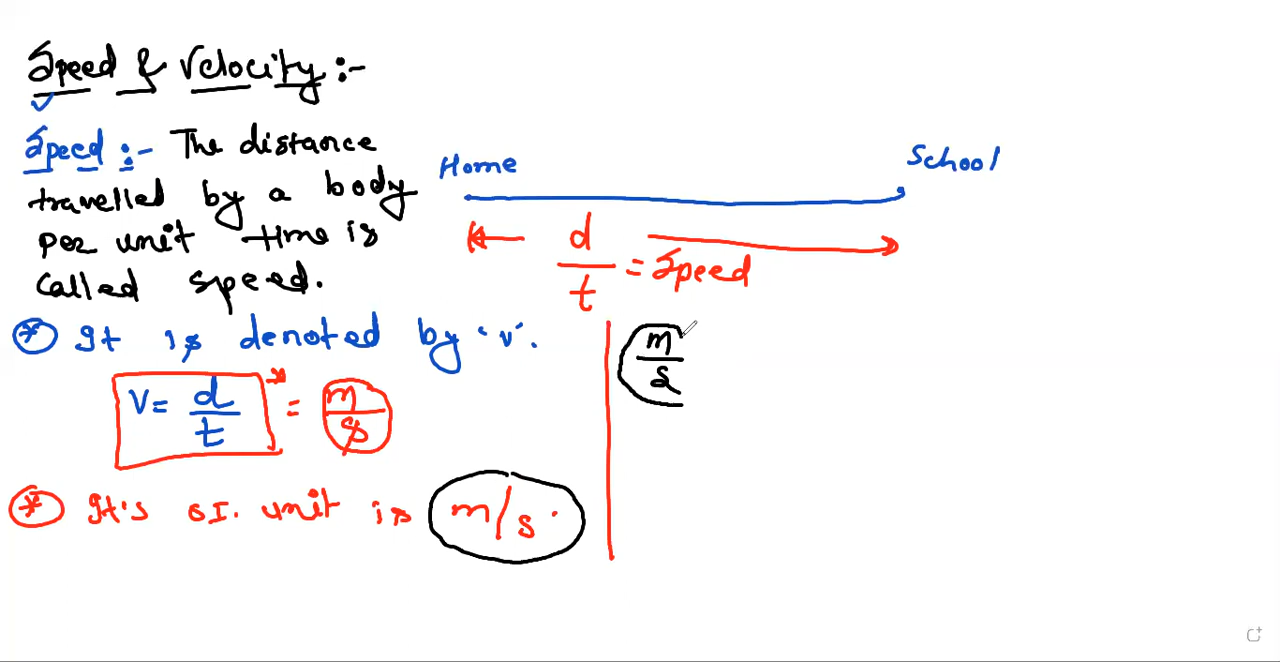 Speed & Velocity :-
Speed :- The distance
travelled by a body
per unit time is
called speed.
Home
School
d/t = Speed
* It is denoted by 'v'.
V = d/t = m/s
* It's S.I. unit is m/s.
m/s